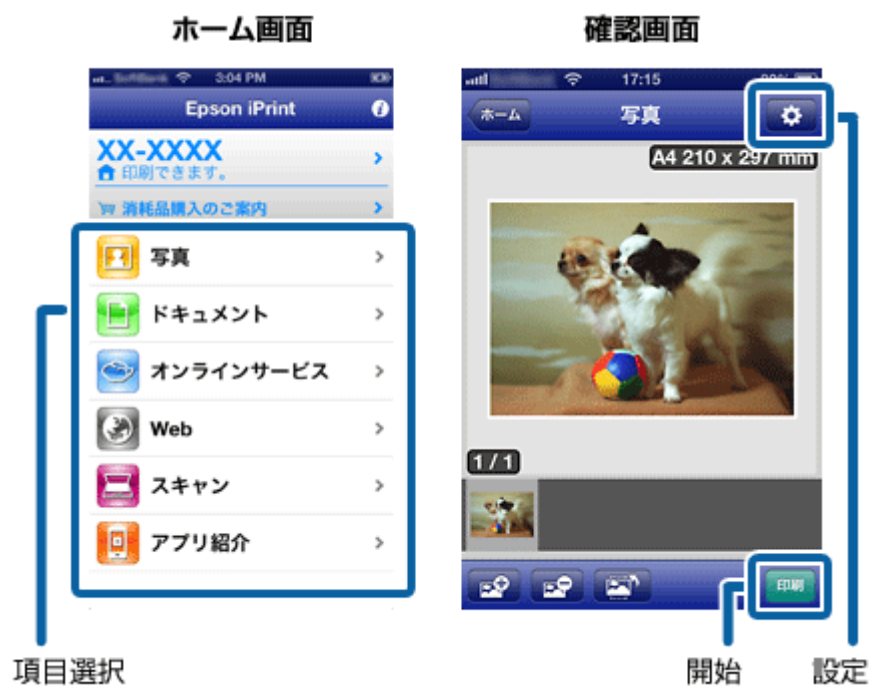 ホーム画面
確認画面
3:04 PM
Epson iPrint
XX-XXXX
印刷できます。
消耗品購入のご案内
写真
ドキュメント
オンラインサービス
Web
スキャン
アプリ紹介
項目選択
17:15
ホーム
写真
A4 210 x 297 mm
1/1
印刷
開始
設定